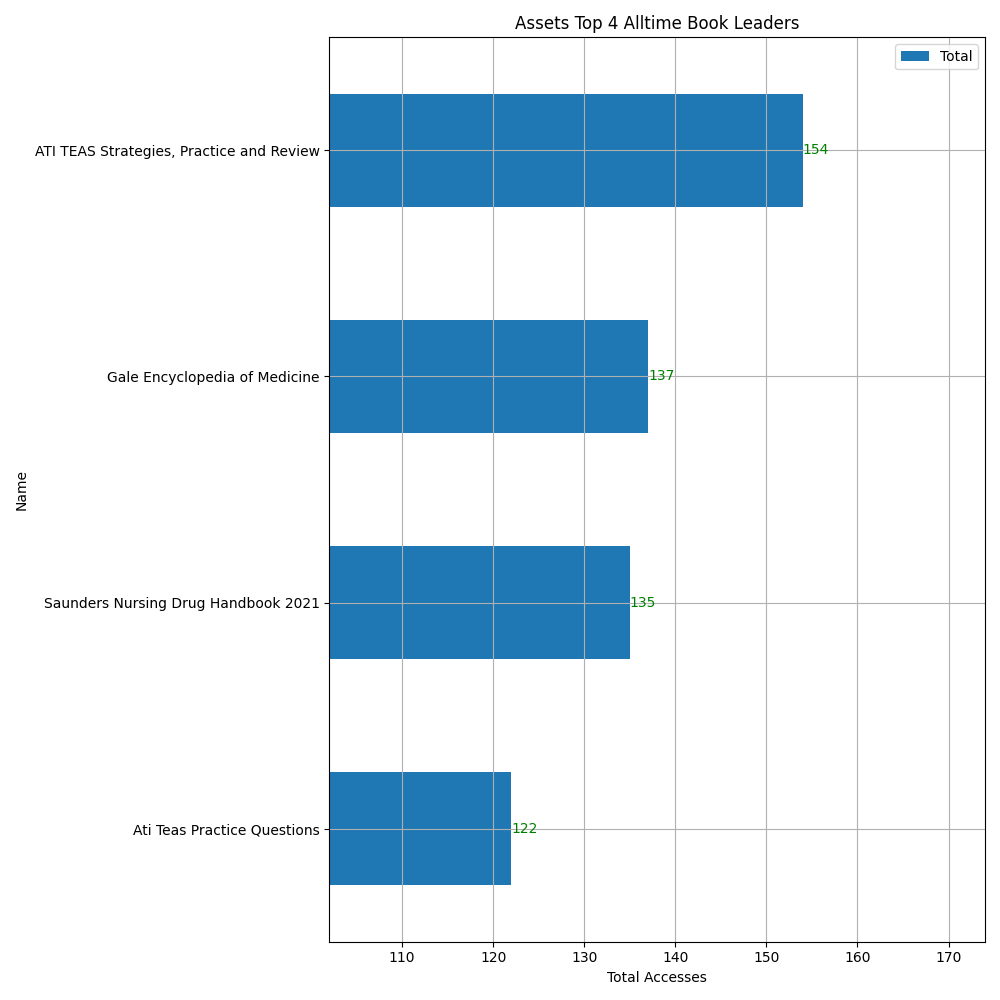 Assets Top 4 Alltime Book Leaders
Total
ATI TEAS Strategies, Practice and Review
154
Gale Encyclopedia of Medicine
137
Name
Saunders Nursing Drug Handbook 2021
135
Ati Teas Practice Questions
122
110 120 130 140 150 160 170
Total Accesses